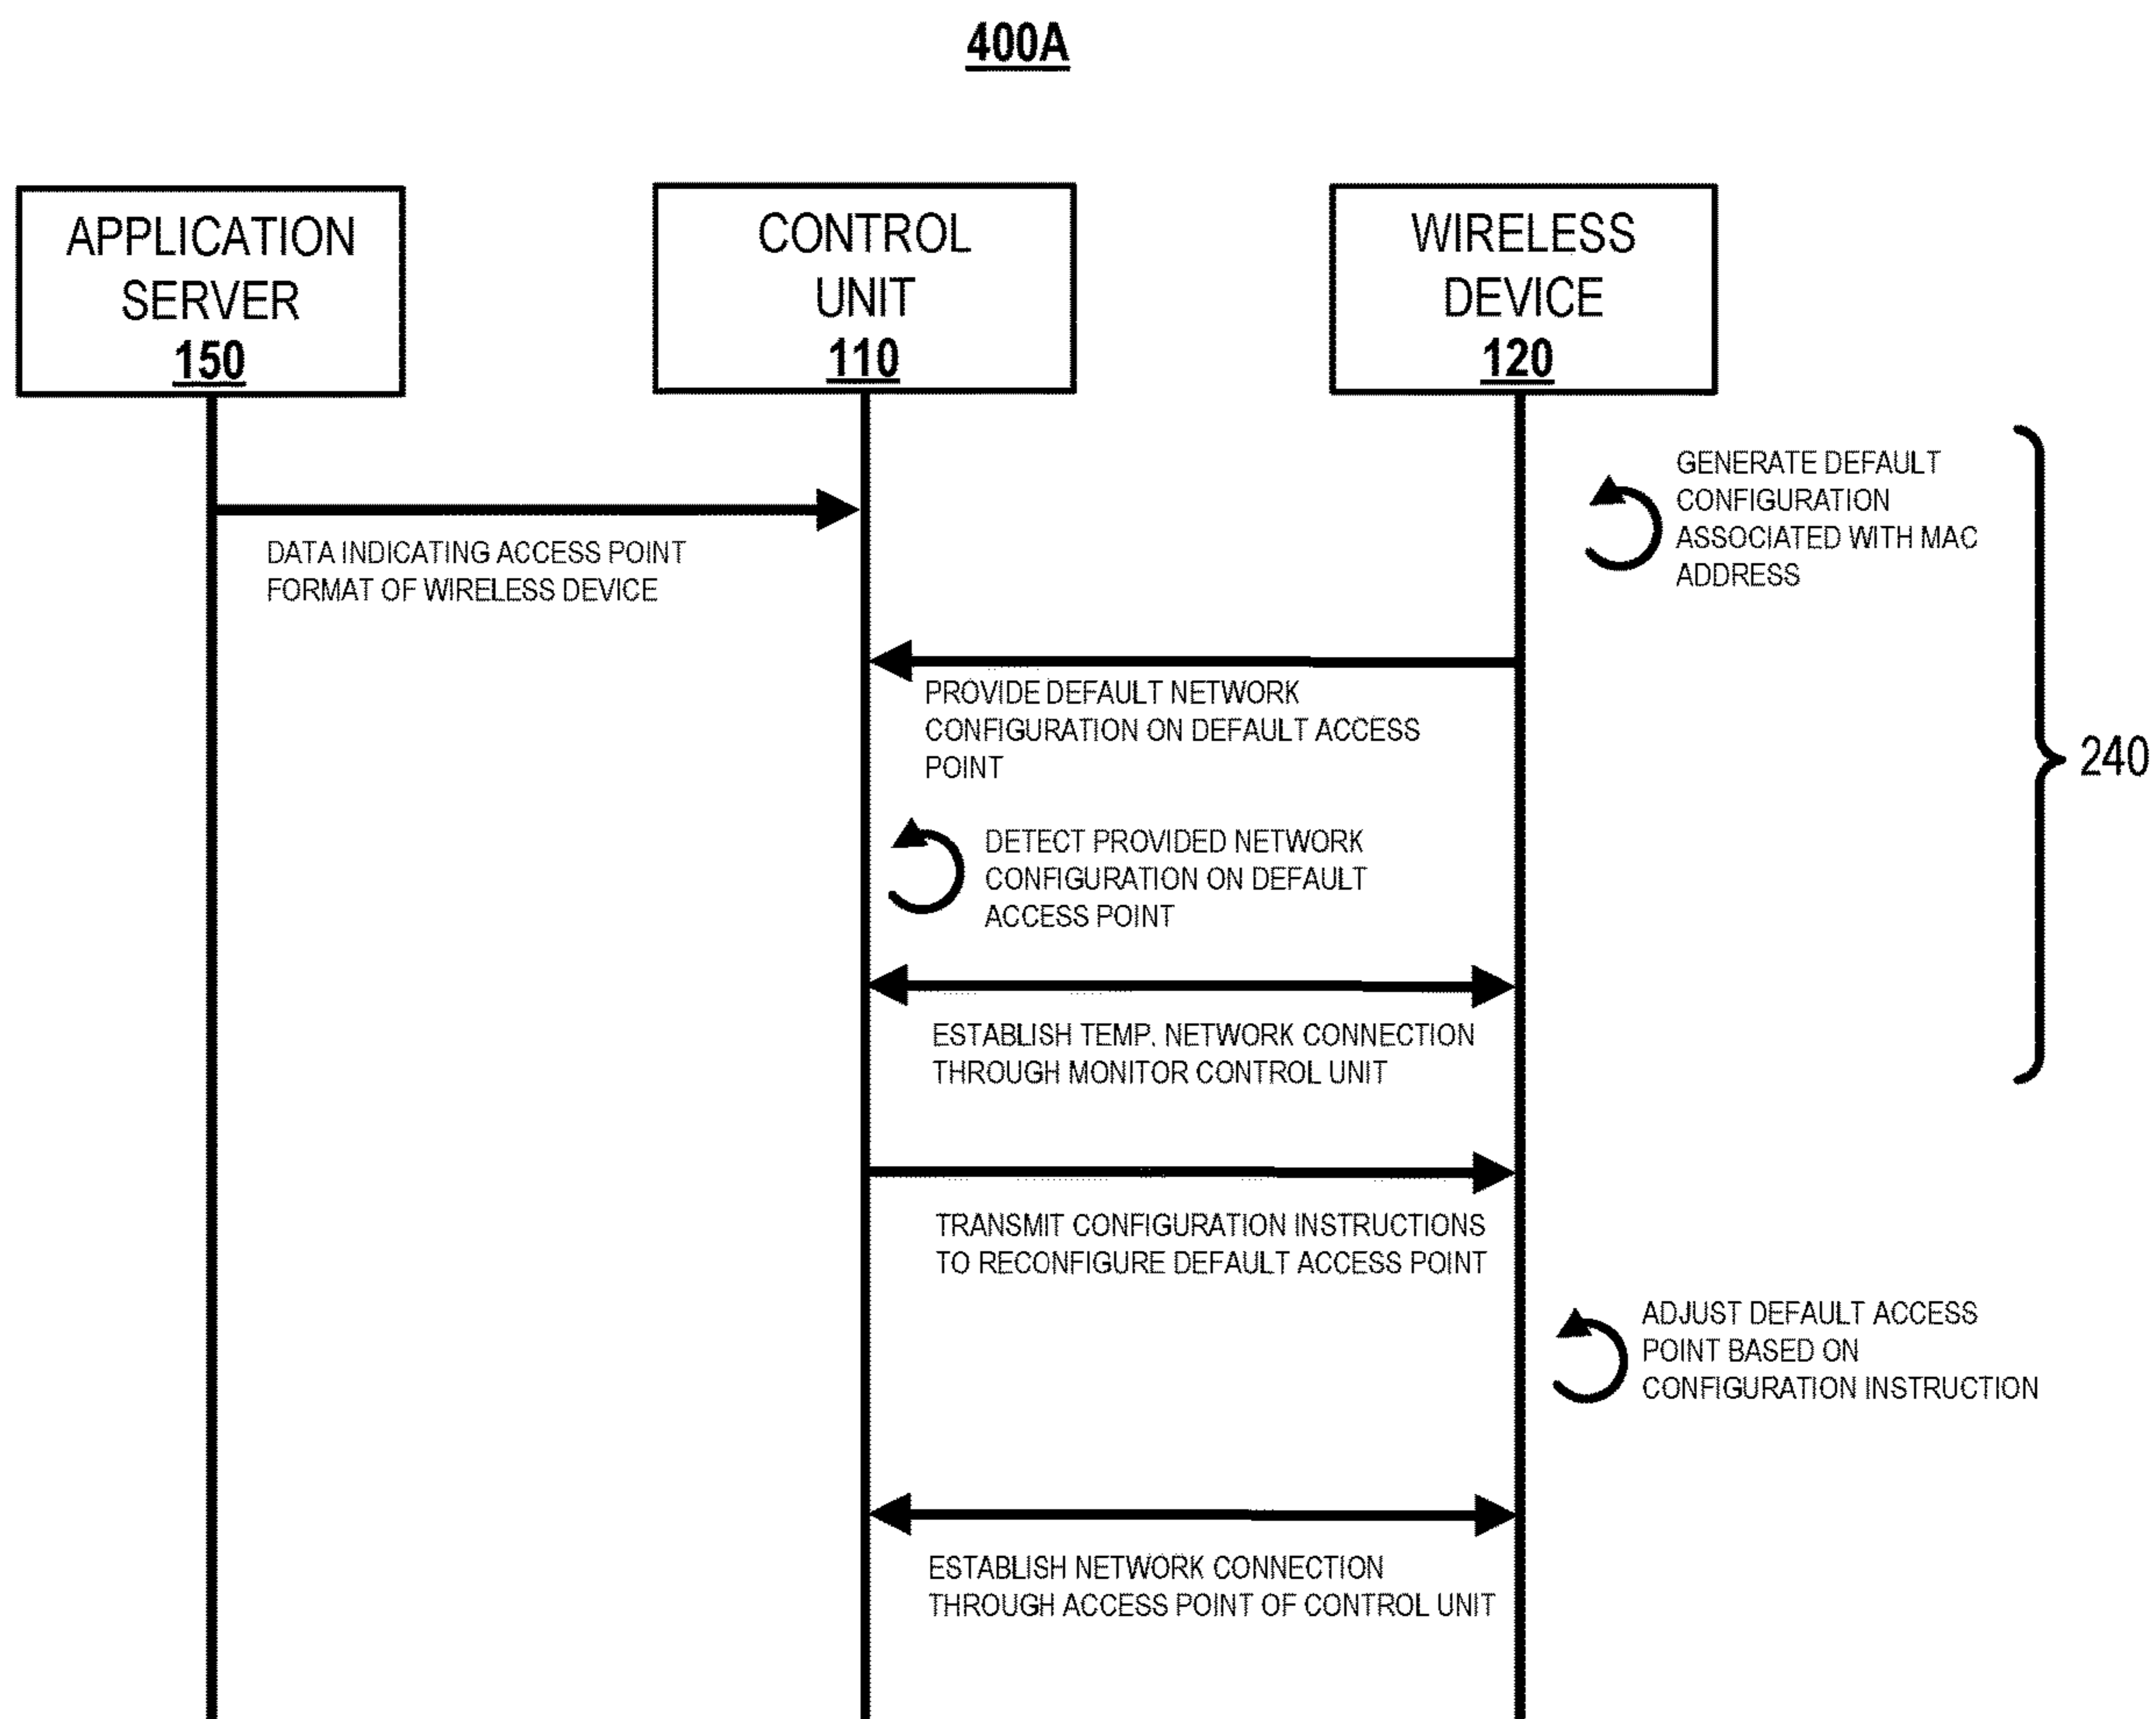 400A
APPLICATION
SERVER
150
CONTROL
UNIT
110
WIRELESS
DEVICE
120
GENERATE DEFAULT
CONFIGURATION
ASSOCIATED WITH MAC
ADDRESS
DATA INDICATING ACCESS POINT
FORMAT OF WIRELESS DEVICE
PROVIDE DEFAULT NETWORK
CONFIGURATION ON DEFAULT ACCESS
POINT
240
DETECT PROVIDED NETWORK
CONFIGURATION ON DEFAULT
ACCESS POINT
ESTABLISH TEMP. NETWORK CONNECTION
THROUGH MONITOR CONTROL UNIT
TRANSMIT CONFIGURATION INSTRUCTIONS
TO RECONFIGURE DEFAULT ACCESS POINT
ADJUST DEFAULT ACCESS
POINT BASED ON
CONFIGURATION INSTRUCTION
ESTABLISH NETWORK CONNECTION
THROUGH ACCESS POINT OF CONTROL UNIT